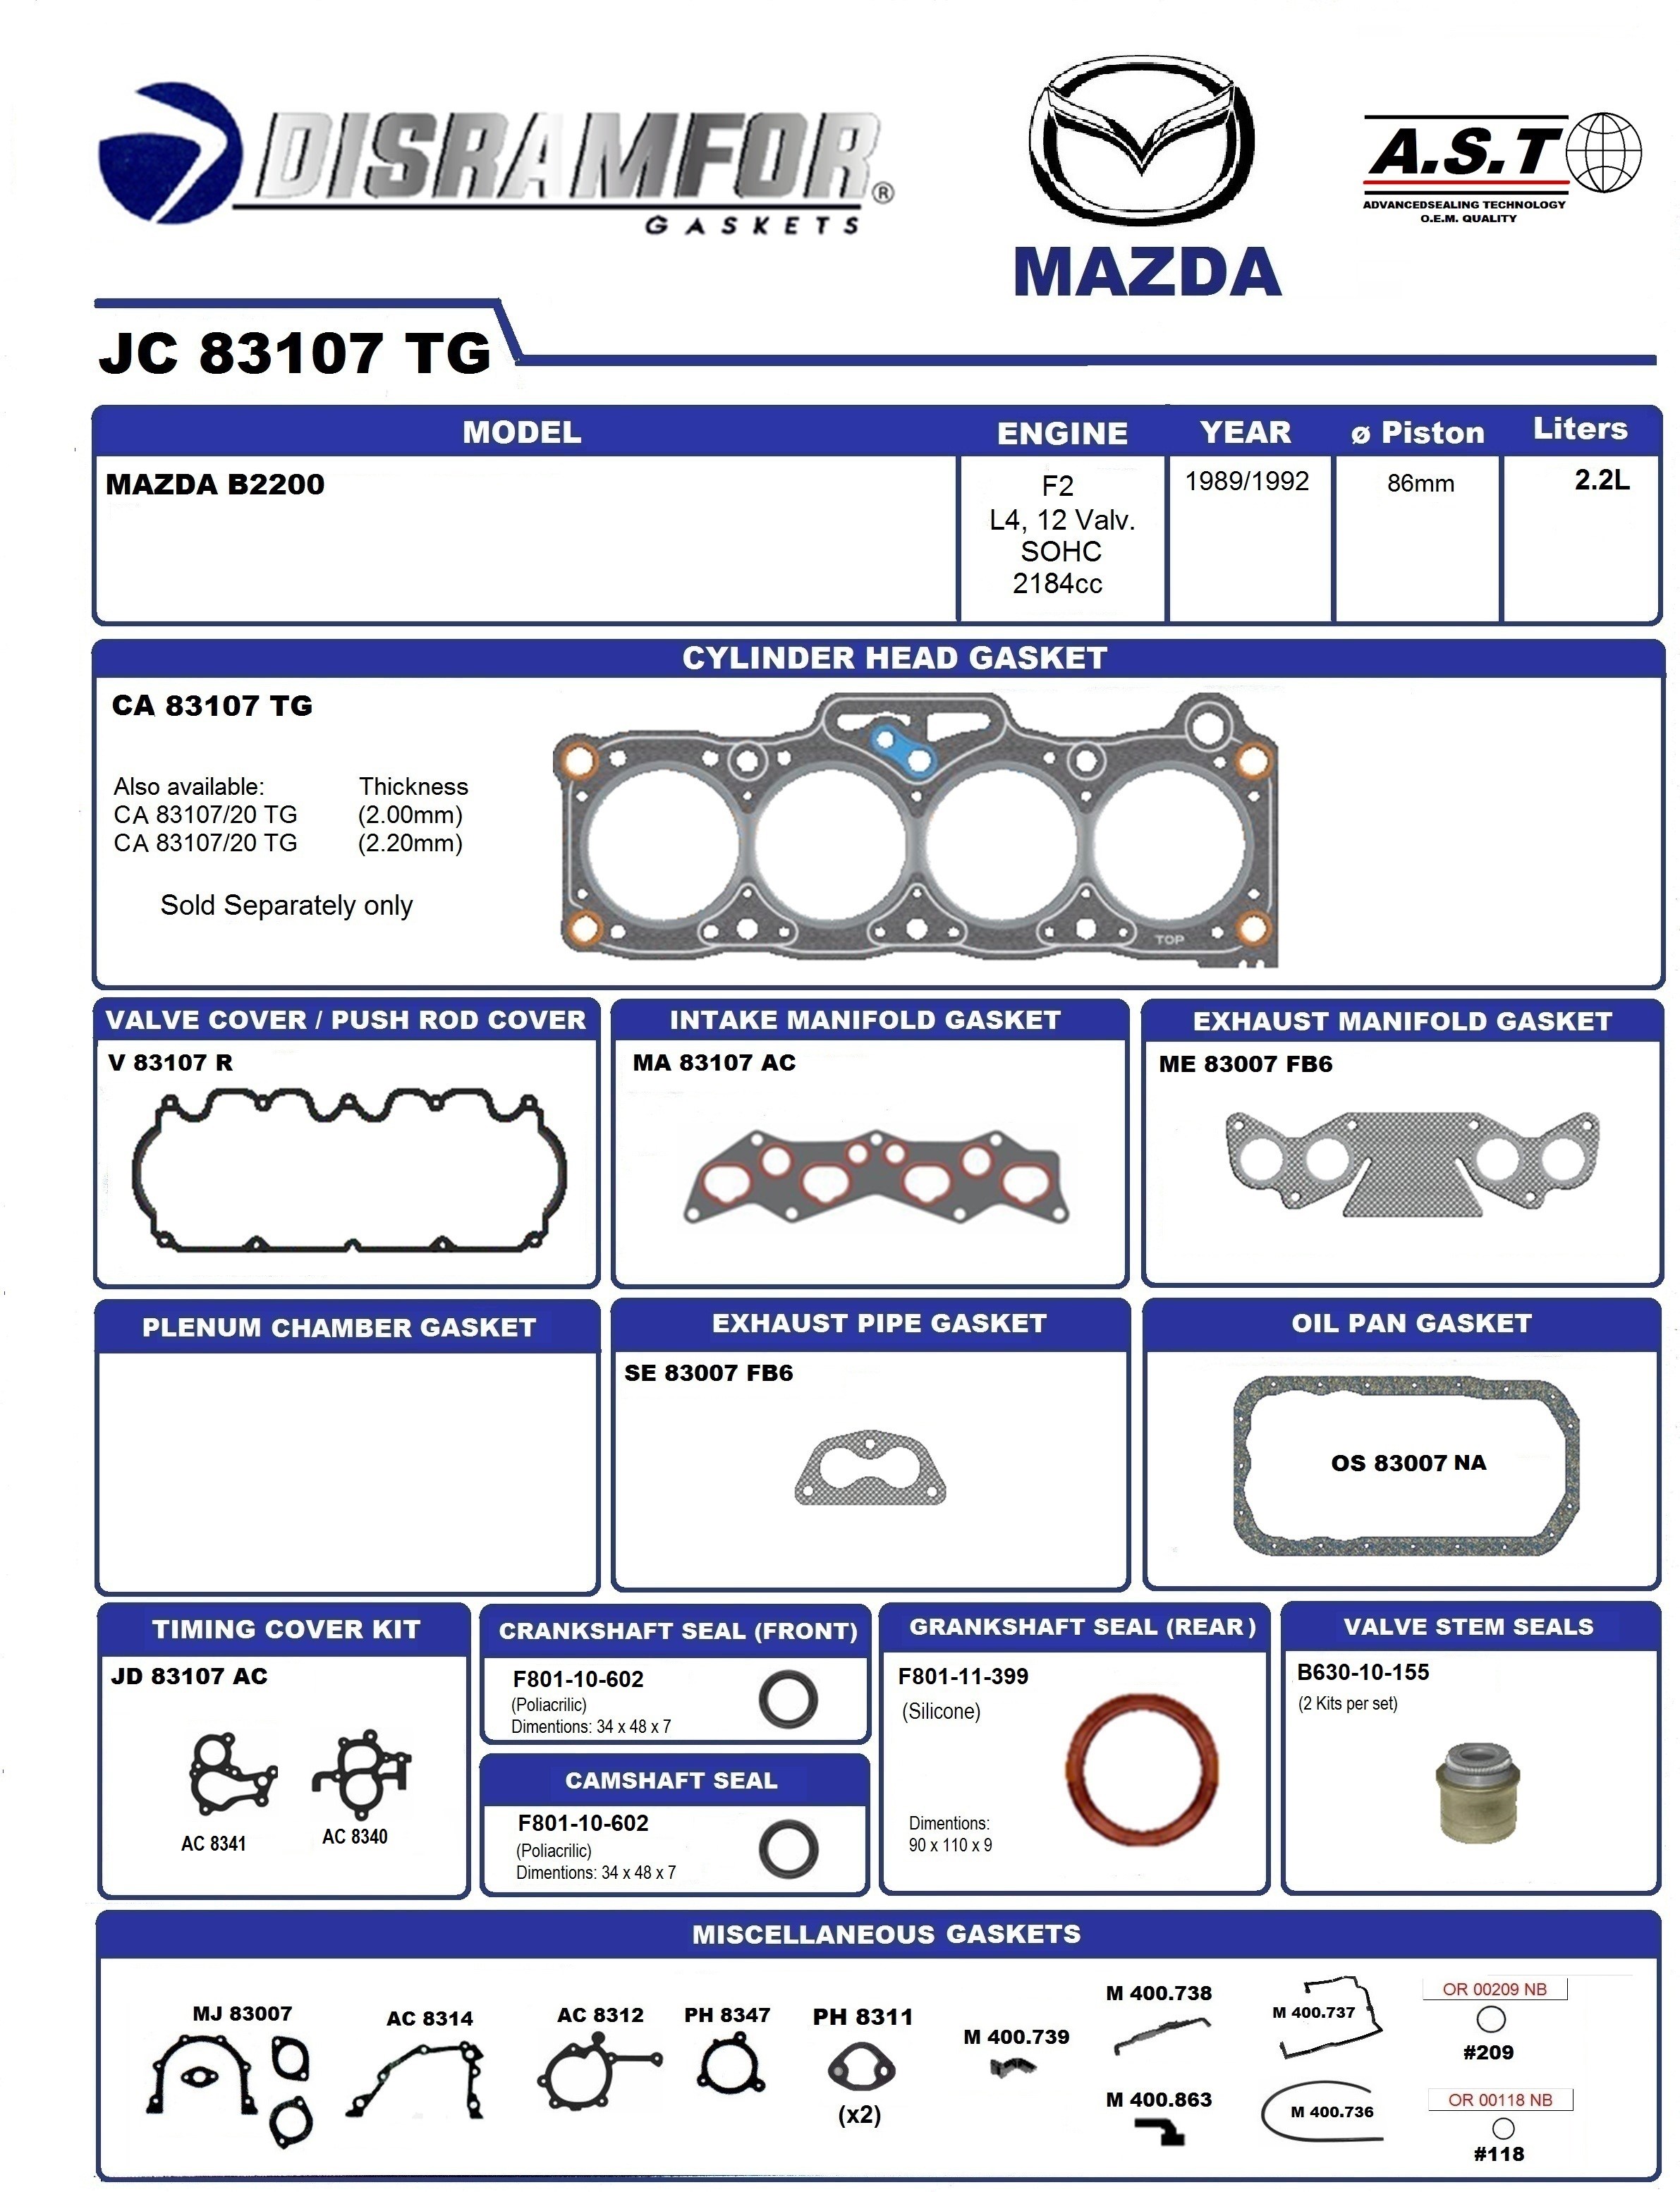 DISRAMFOR®
GASKETS
MAZDA
A.S.T
ADVANCEDSEALING TECHNOLOGY
O.E.M. QUALITY
JC 83107 TG
MODEL ENGINE YEAR ø Piston Liters
MAZDA B2200 F2 1989/1992 86mm 2.2L
L4, 12 Valv.
SOHC
2184cc
CYLINDER HEAD GASKET
CA 83107 TG
Also available: Thickness
CA 83107/20 TG (2.00mm)
CA 83107/20 TG (2.20mm)
Sold Separately only
TOP
VALVE COVER / PUSH ROD COVER
V 83107 R
INTAKE MANIFOLD GASKET
MA 83107 AC
EXHAUST MANIFOLD GASKET
ME 83007 FB6
PLENUM CHAMBER GASKET
EXHAUST PIPE GASKET
SE 83007 FB6
OIL PAN GASKET
OS 83007 NA
TIMING COVER KIT
JD 83107 AC
AC 8341
AC 8340
CRANKSHAFT SEAL (FRONT)
F801-10-602
(Poliacrilic)
Dimentions: 34 x 48 x 7
CAMSHAFT SEAL
F801-10-602
(Poliacrilic)
Dimentions: 34 x 48 x 7
GRANKSHAFT SEAL (REAR)
F801-11-399
(Silicone)
Dimentions:
90 x 110 x 9
VALVE STEM SEALS
B630-10-155
(2 Kits per set)
MISCELLANEOUS GASKETS
MJ 83007
AC 8314
AC 8312
PH 8347
PH 8311
(x2)
M 400.739
M 400.738
M 400.863
M 400.737
M 400.736
OR 00209 NB
#209
OR 00118 NB
#118